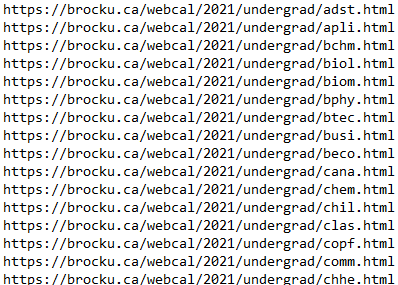 https://brocku.ca/webcal/2021/undergrad/adst.html
https://brocku.ca/webcal/2021/undergrad/apli.html
https://brocku.ca/webcal/2021/undergrad/bchm.html
https://brocku.ca/webcal/2021/undergrad/biol.html
https://brocku.ca/webcal/2021/undergrad/biom.html
https://brocku.ca/webcal/2021/undergrad/bphy.html
https://brocku.ca/webcal/2021/undergrad/btec.html
https://brocku.ca/webcal/2021/undergrad/busi.html
https://brocku.ca/webcal/2021/undergrad/beco.html
https://brocku.ca/webcal/2021/undergrad/cana.html
https://brocku.ca/webcal/2021/undergrad/chem.html
https://brocku.ca/webcal/2021/undergrad/chil.html
https://brocku.ca/webcal/2021/undergrad/clas.html
https://brocku.ca/webcal/2021/undergrad/copf.html
https://brocku.ca/webcal/2021/undergrad/comm.html
https://brocku.ca/webcal/2021/undergrad/chhe.html